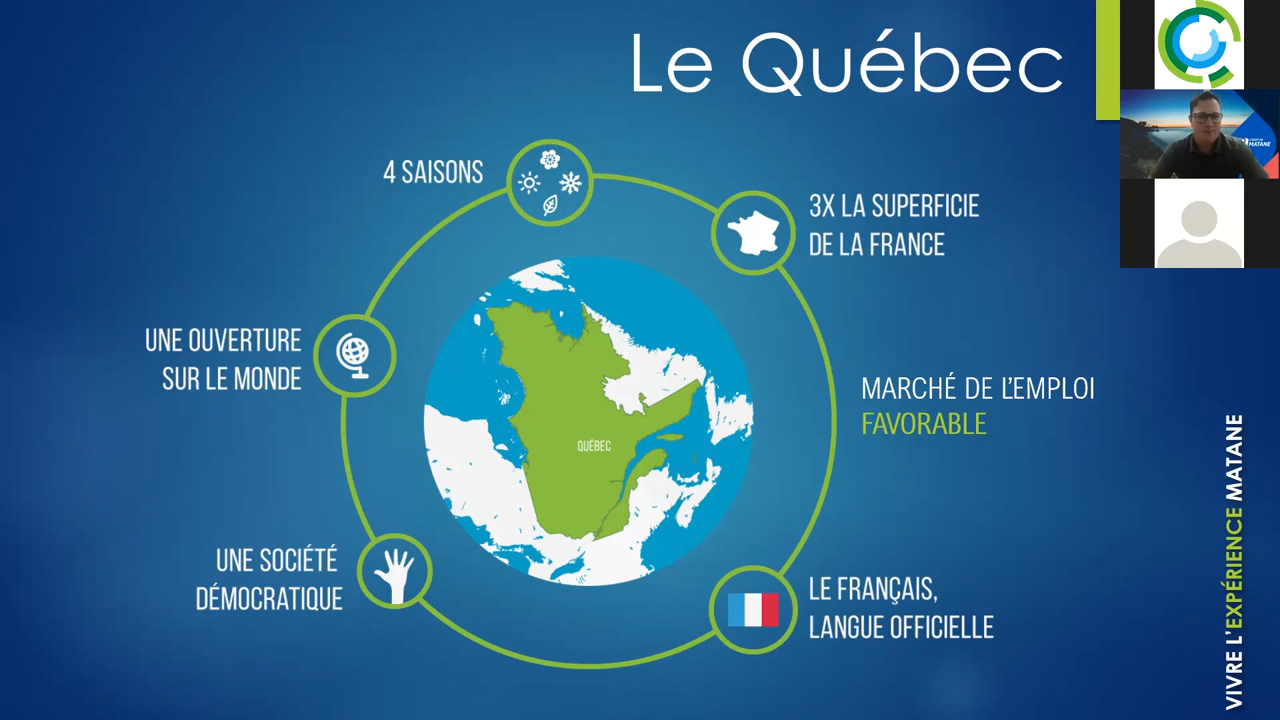 Le Québec
4 SAISONS
3X LA SUPERFICIE
DE LA FRANCE
UNE OUVERTURE
SUR LE MONDE
MARCHÉ DE L'EMPLOI
FAVORABLE
QUÉBEC
UNE SOCIÉTÉ
DÉMOCRATIQUE
LE FRANÇAIS,
LANGUE OFFICIELLE
VIVRE L'EXPÉRIENCE MATANE
MATANE